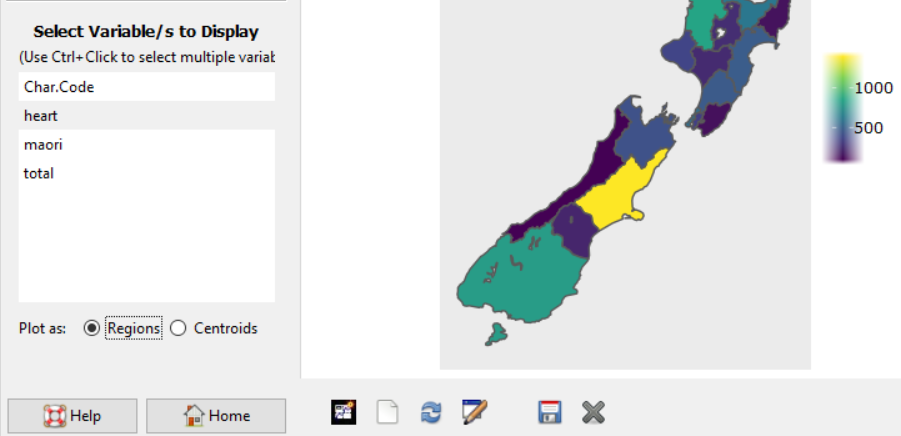 Select Variable/s to Display
(Use Ctrl+Click to select multiple variab
Char.Code
heart
maori
total
Plot as: Regions Centroids
Help Home
1000
500